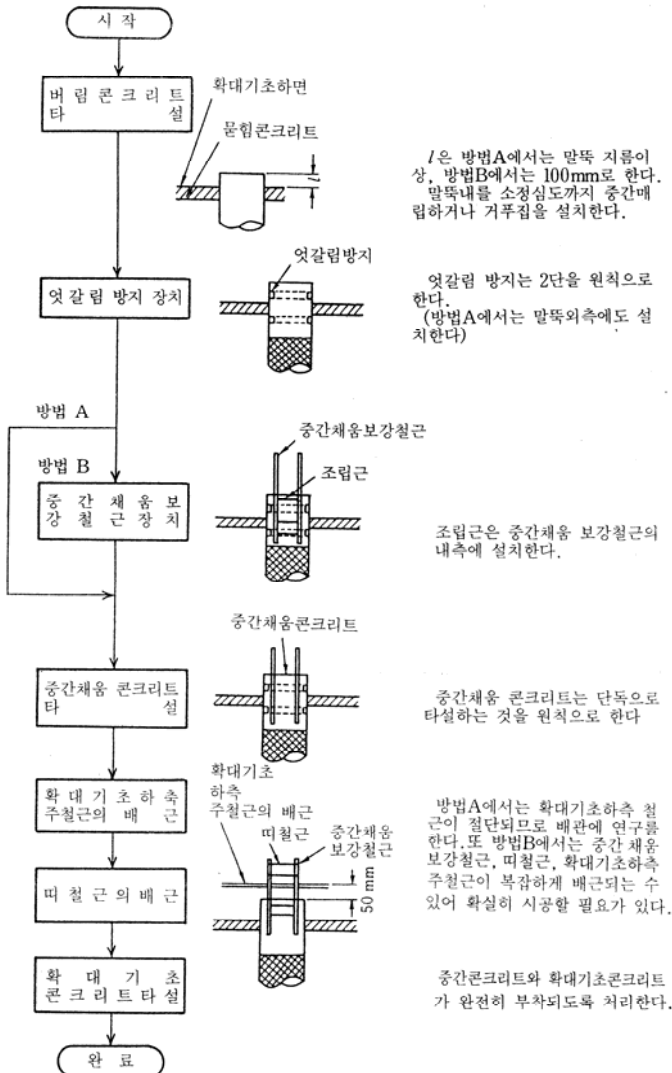 시 작
버 림 콘 크 리 트
타 설
확대기초하면
묻힘콘크리트
l
l은 방법A에서는 말뚝 지름이
상, 방법B에서는 100mm로 한다.
말뚝내를 소정심도까지 중간매
립하거나 거푸집을 설치한다.
엇 갈 림 방 지 장 치
엇갈림방지
엇갈림 방지는 2단을 원칙으로
한다.
(방법A에서는 말뚝외측에도 설
치한다)
방법 A
방법 B
중 간 채 움 보
강 철 근 장 치
중간채움보강철근
조립근
조립근은 중간채움 보강철근의
내측에 설치한다.
중간채움 콘크리트
타 설
중간채움콘크리트
중간채움 콘크리트는 단독으로
타설하는 것을 원칙으로 한다
확 대 기 초 하 축
주철근의 배 근
확대기초
하측
주철근의 배근
띠철근
중간채움
보강철근
50 mm
방법A에서는 확대기초하측 철
근이 절단되므로 배관에 연구를
한다. 또 방법B에서는 중간 채움
보강철근, 띠철근, 확대기초하측
주철근이 복잡하게 배근되는 수
있어 확실히 시공할 필요가 있다.
띠 철 근 의 배 근
확 대 기 초
콘 크 리 트 타 설
중간콘크리트와 확대기초콘크리트
가 완전히 부착되도록 처리한다.
완 료